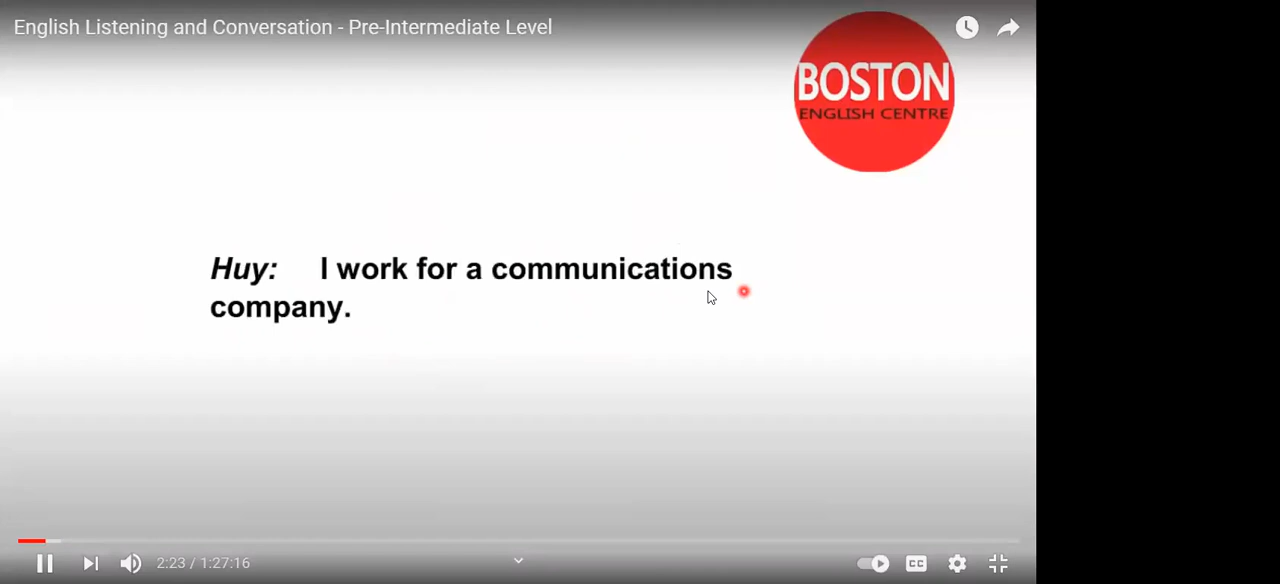 English Listening and Conversation - Pre-Intermediate Level
BOSTON
ENGLISH CENTRE
Huy: I work for a communications
company.
2:23 / 1:27:16
CC